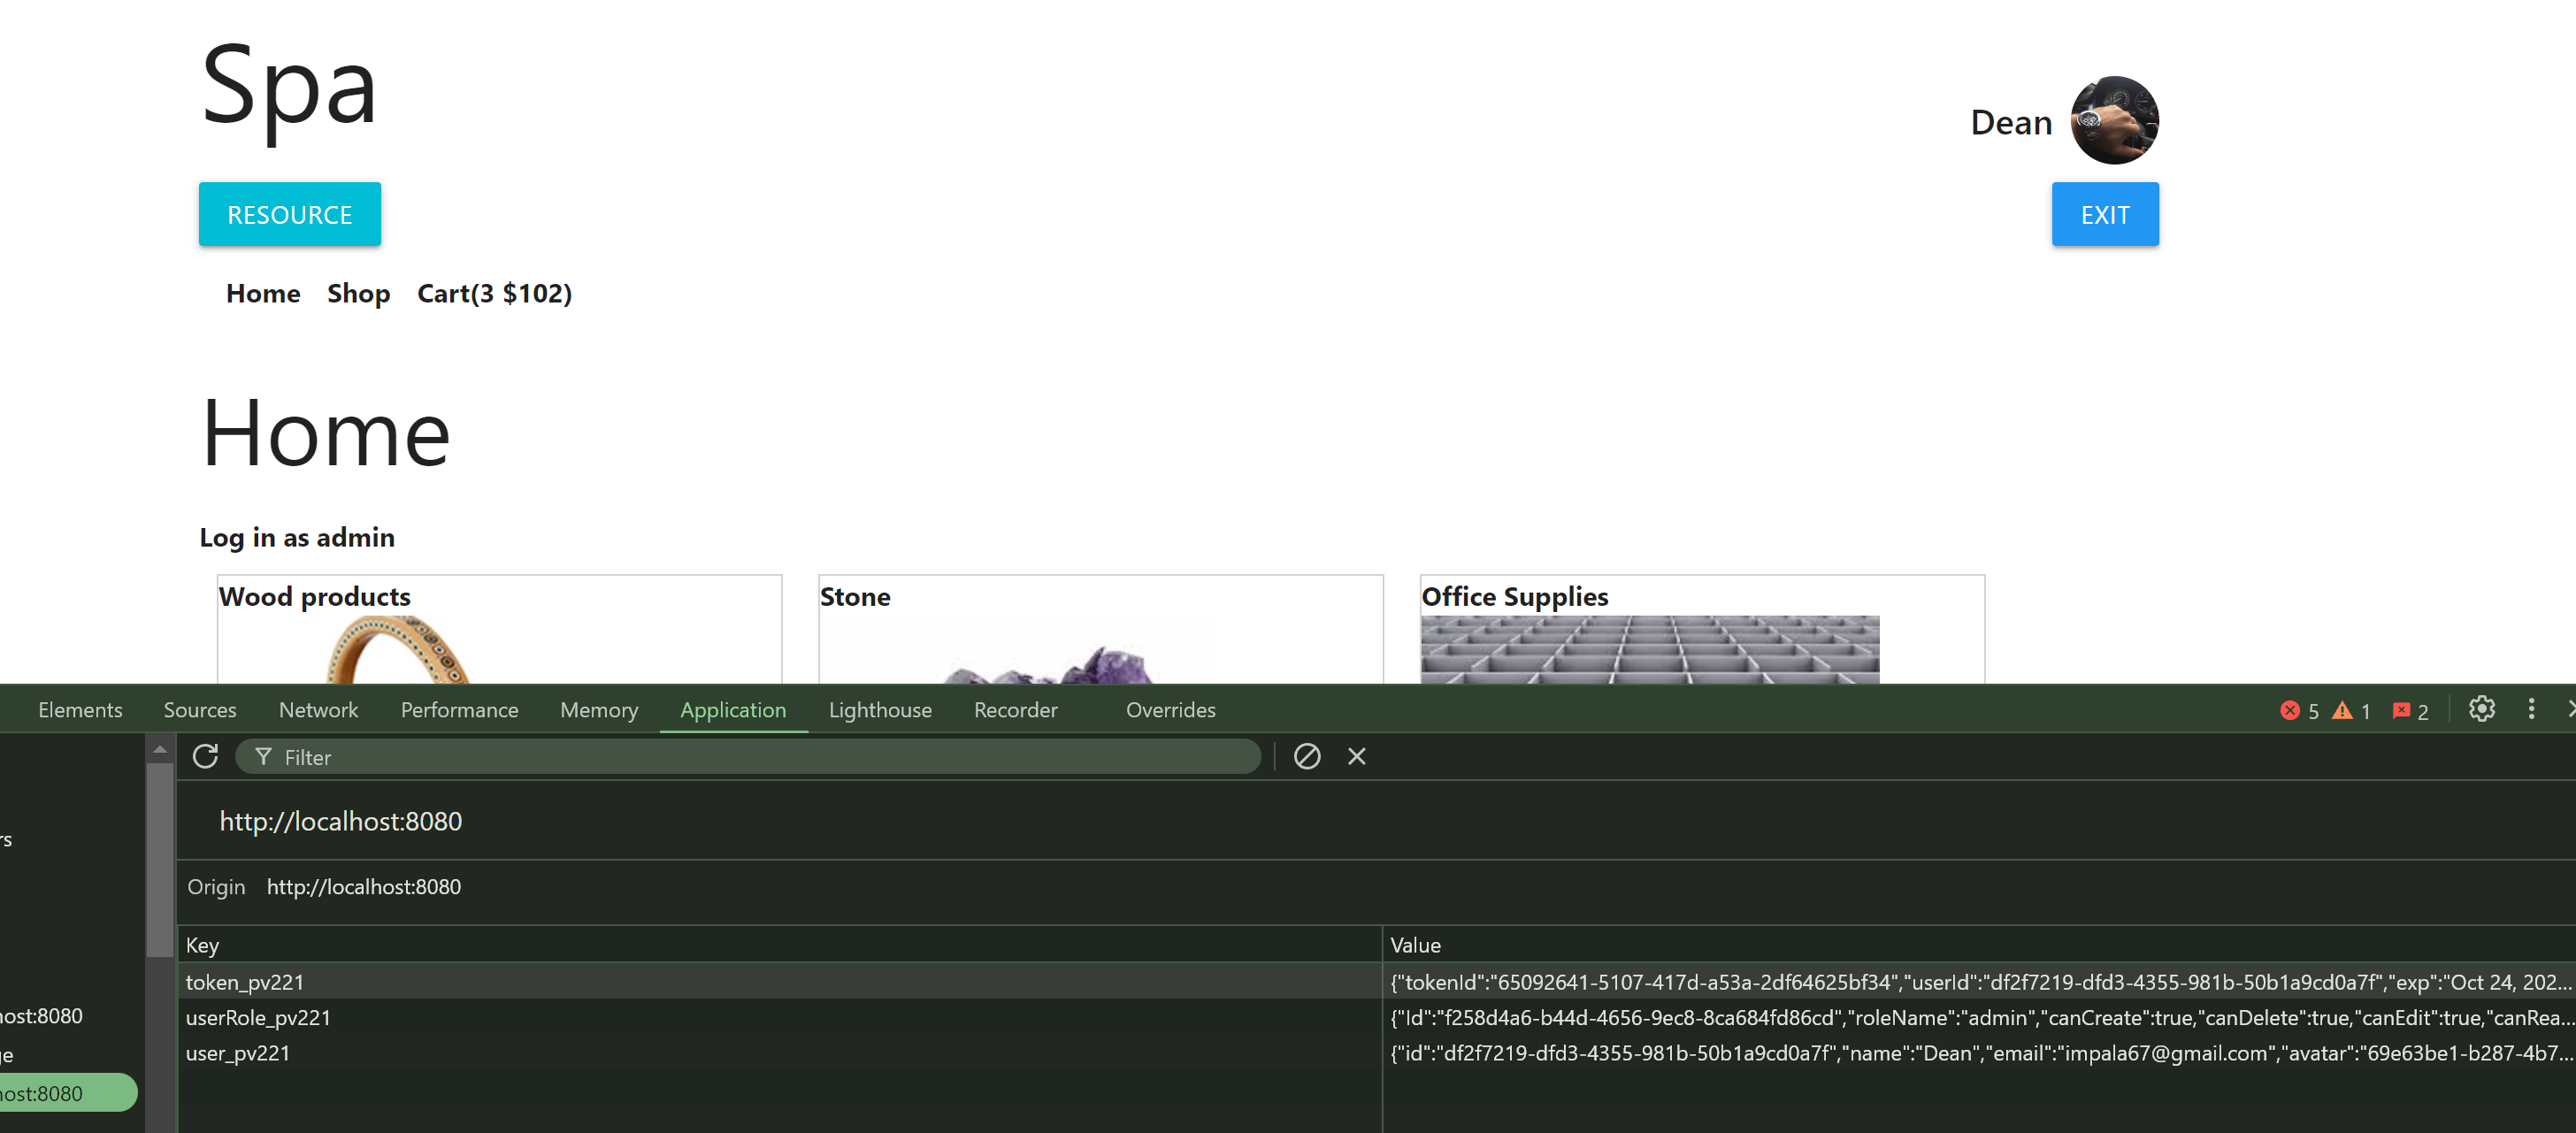 Spa
Dean
RESOURCE
EXIT
Home Shop Cart(3 $102)
Home
Log in as admin
Wood products
Stone
Office Supplies
Elements Sources Network Performance Memory Application Lighthouse Recorder Overrides 5 1 2
Filter
http://localhost:8080
rs
Origin http://localhost:8080
Key Value
token_pv221 {"tokenId":"65092641-5107-417d-a53a-2df64625bf34","userId":"df2f7219-dfd3-4355-981b-50b1a9cd0a7f","exp":"Oct 24, 202...
userRole_pv221 {"Id":"f258d4a6-b44d-4656-9ec8-8ca684fd86cd","roleName":"admin","canCreate":true,"canDelete":true,"canEdit":true,"canRea...
ost:8080
user_pv221 {"id":"df2f7219-dfd3-4355-981b-50b1a9cd0a7f","name":"Dean","email":"impala67@gmail.com","avatar":"69e63be1-b287-4b7...
ge
ost:8080